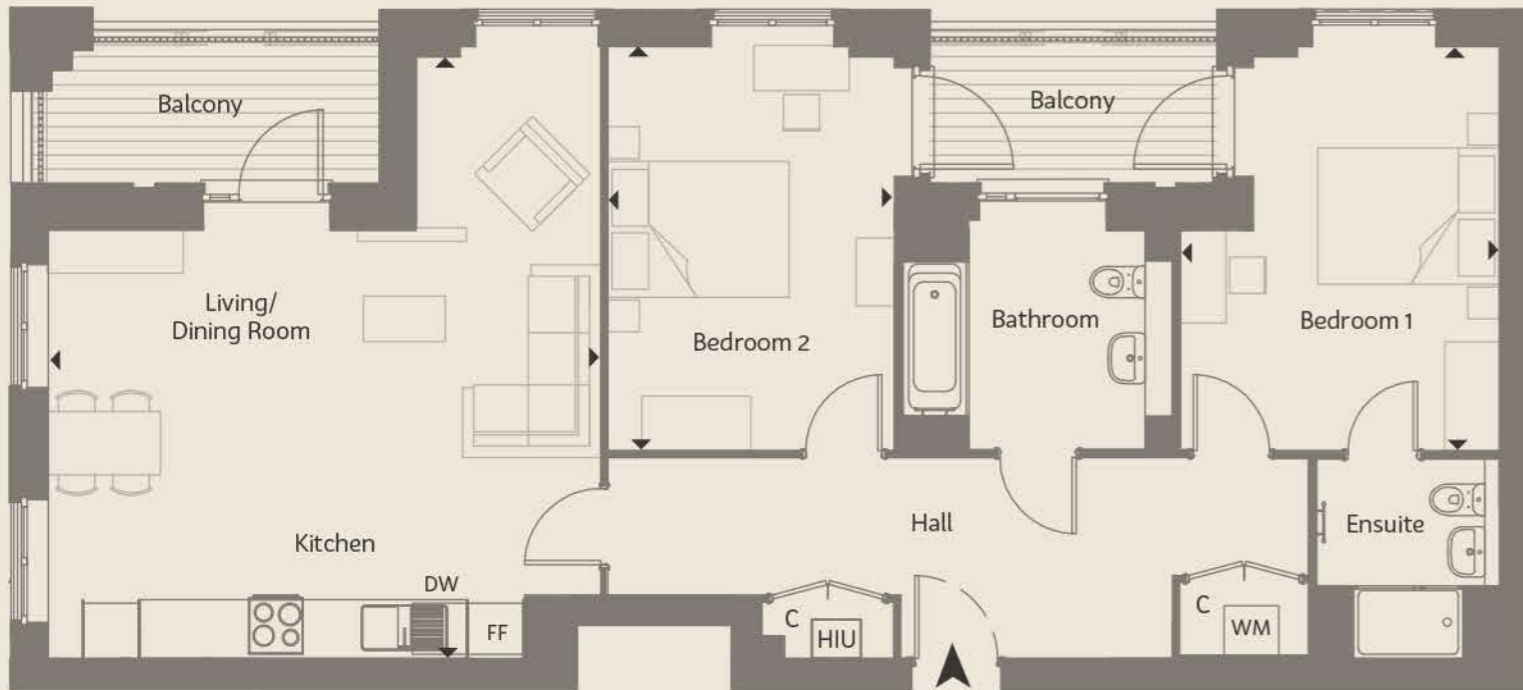 Balcony
Balcony
Living/
Dining Room
Bedroom 2
Bathroom
Bedroom 1
Kitchen
Hall
Ensuite
DW
FF
C
HIU
C
WM